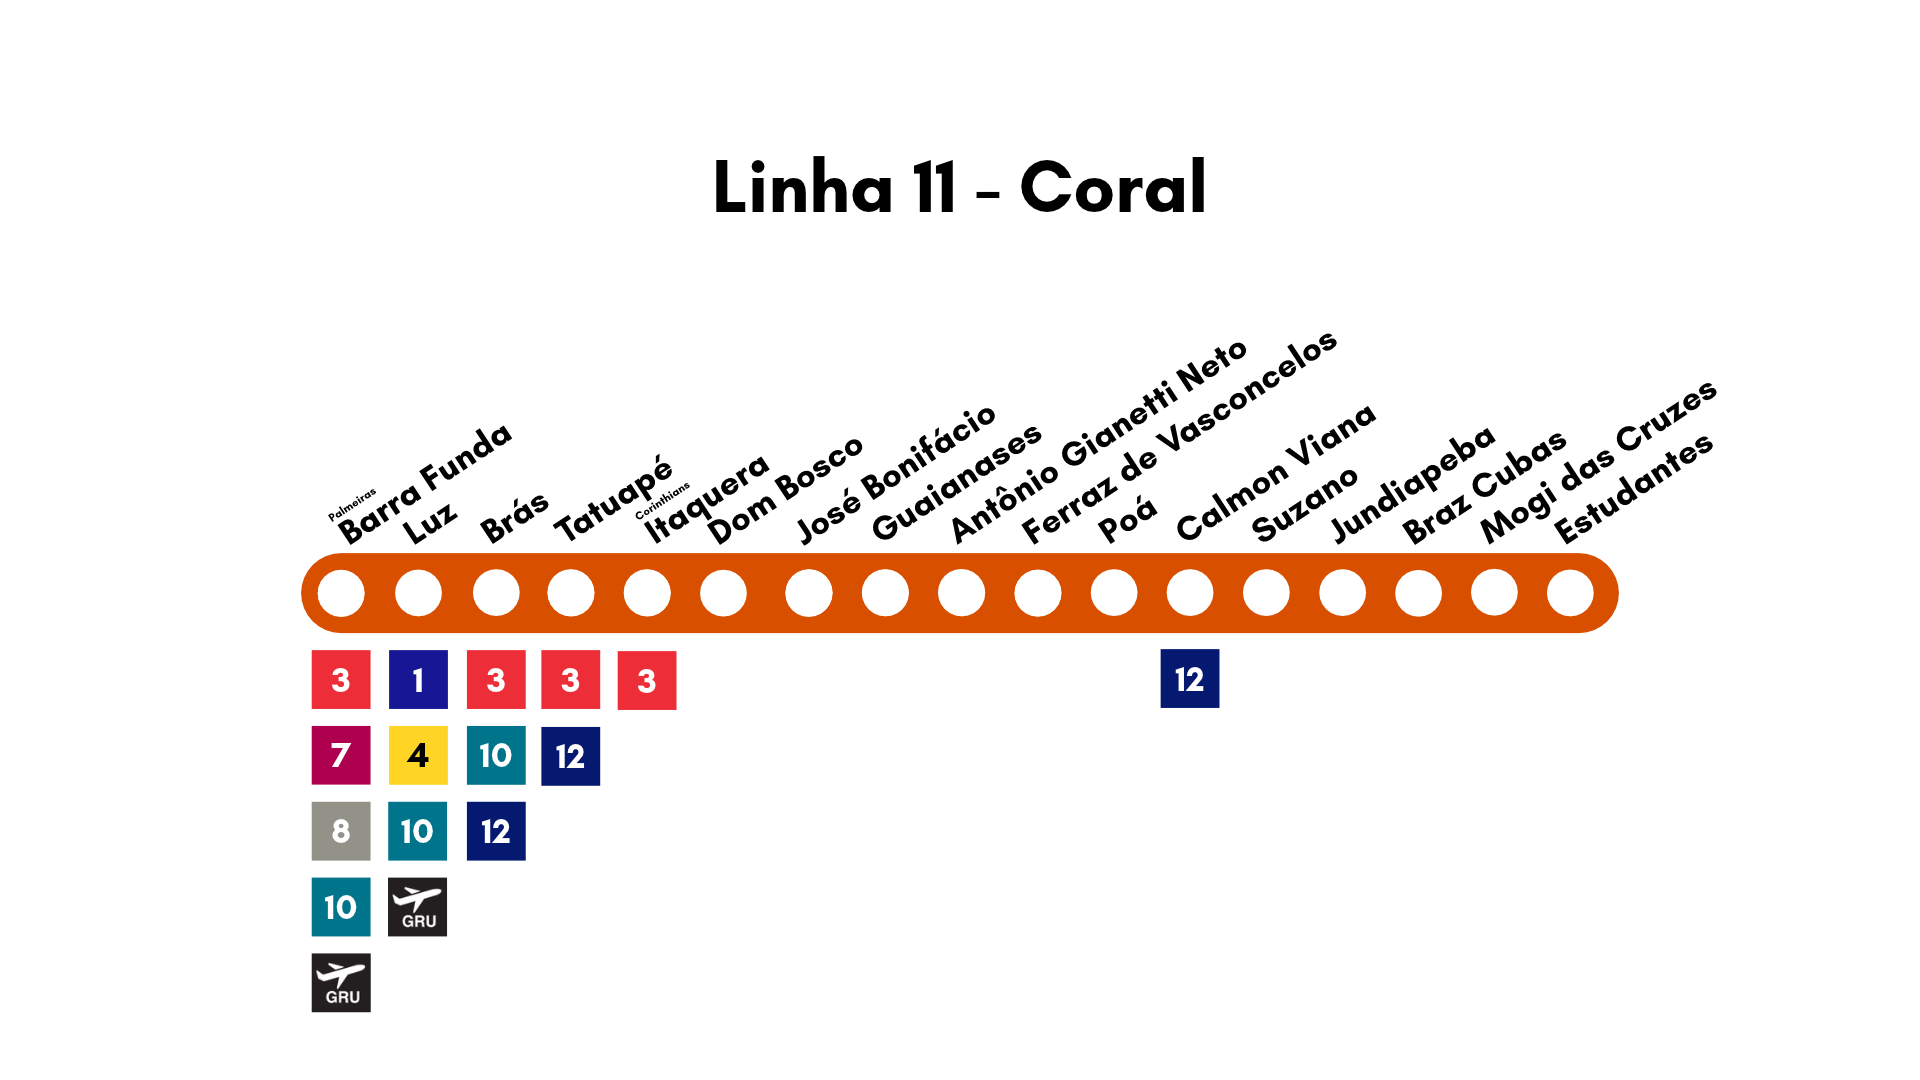 Linha 11 - Coral
Palmeiras
Barra Funda
Luz
Brás
Tatuapé
Corinthians
Itaquera
Dom Bosco
José Bonifácio
Guaianases
Antônio Gianetti Neto
Ferraz de Vasconcelos
Poá
Calmon Viana
Suzano
Jundiapeba
Braz Cubas
Mogi das Cruzes
Estudantes
3 1 3 3 3 12
7 4 10 12
8 10 12
10 GRU
GRU